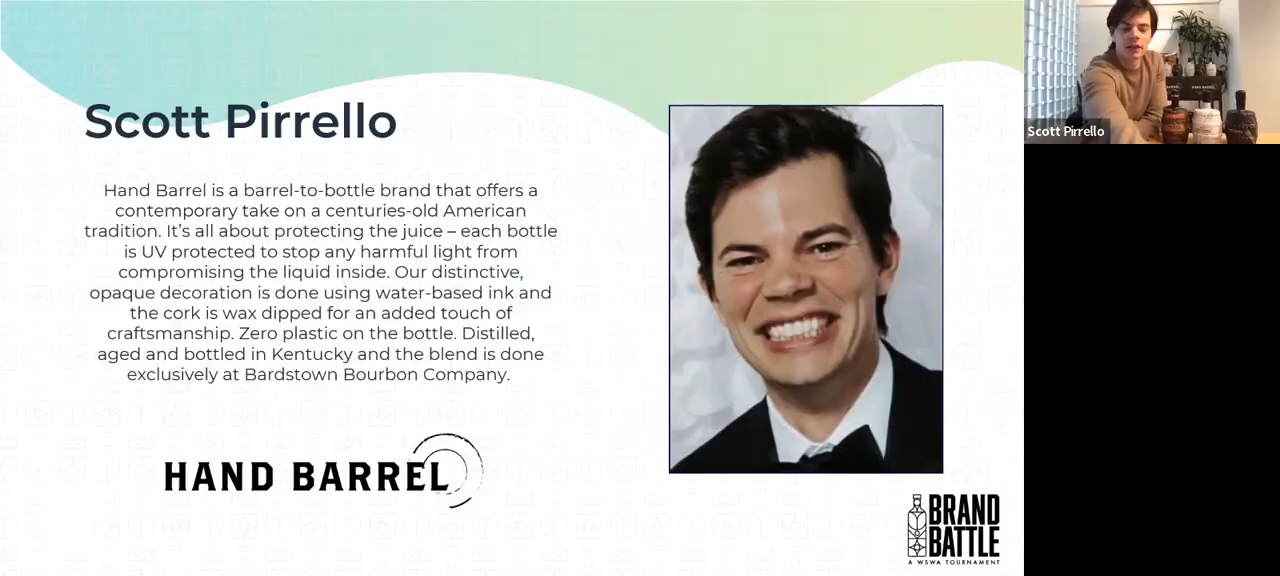 Scott Pirrello
Hand Barrel is a barrel-to-bottle brand that offers a
contemporary take on a centuries-old American
tradition. It’s all about protecting the juice – each bottle
is UV protected to stop any harmful light from
compromising the liquid inside. Our distinctive,
opaque decoration is done using water-based ink and
the cork is wax dipped for an added touch of
craftsmanship. Zero plastic on the bottle. Distilled,
aged and bottled in Kentucky and the blend is done
exclusively at Bardstown Bourbon Company.
HAND BARREL
BRAND
BATTLE
A WSWA TOURNAMENT
Scott Pirrello